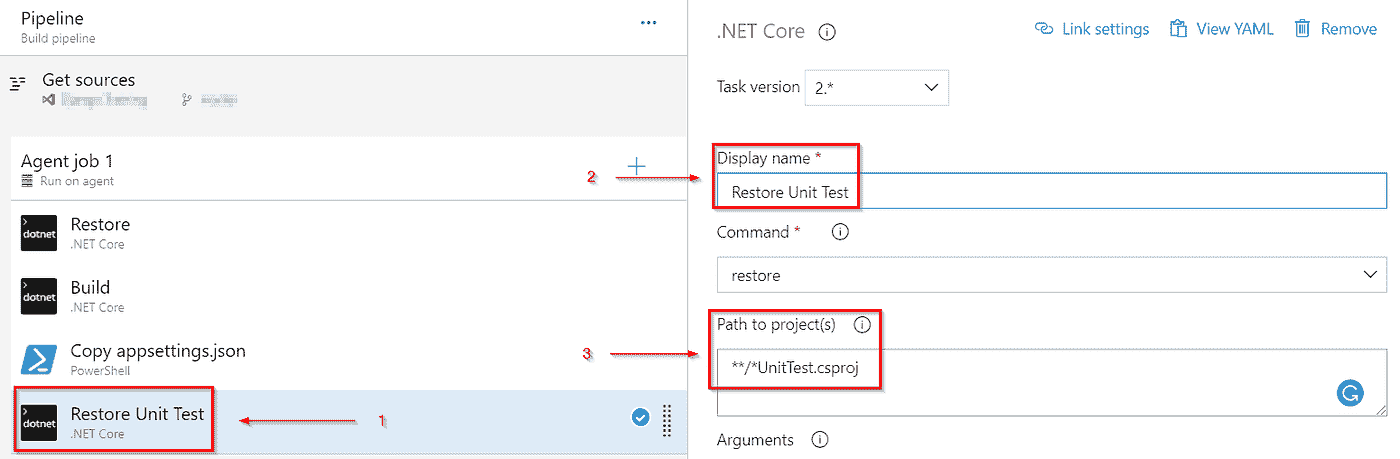 Pipeline
...
Build pipeline
Get sources
Agent job 1
+
Run on agent
>
dotnet
Restore
.NET Core
>
dotnet
Build
.NET Core
>_
Copy appsettings.json
PowerShell
>
dotnet
Restore Unit Test
.NET Core
1
.NET Core
i
Link settings
View YAML
Remove
Task version
2.*
2
Display name *
Restore Unit Test
Command *
i
restore
3
Path to project(s)
i
**/*UnitTest.csproj
G
Arguments
i